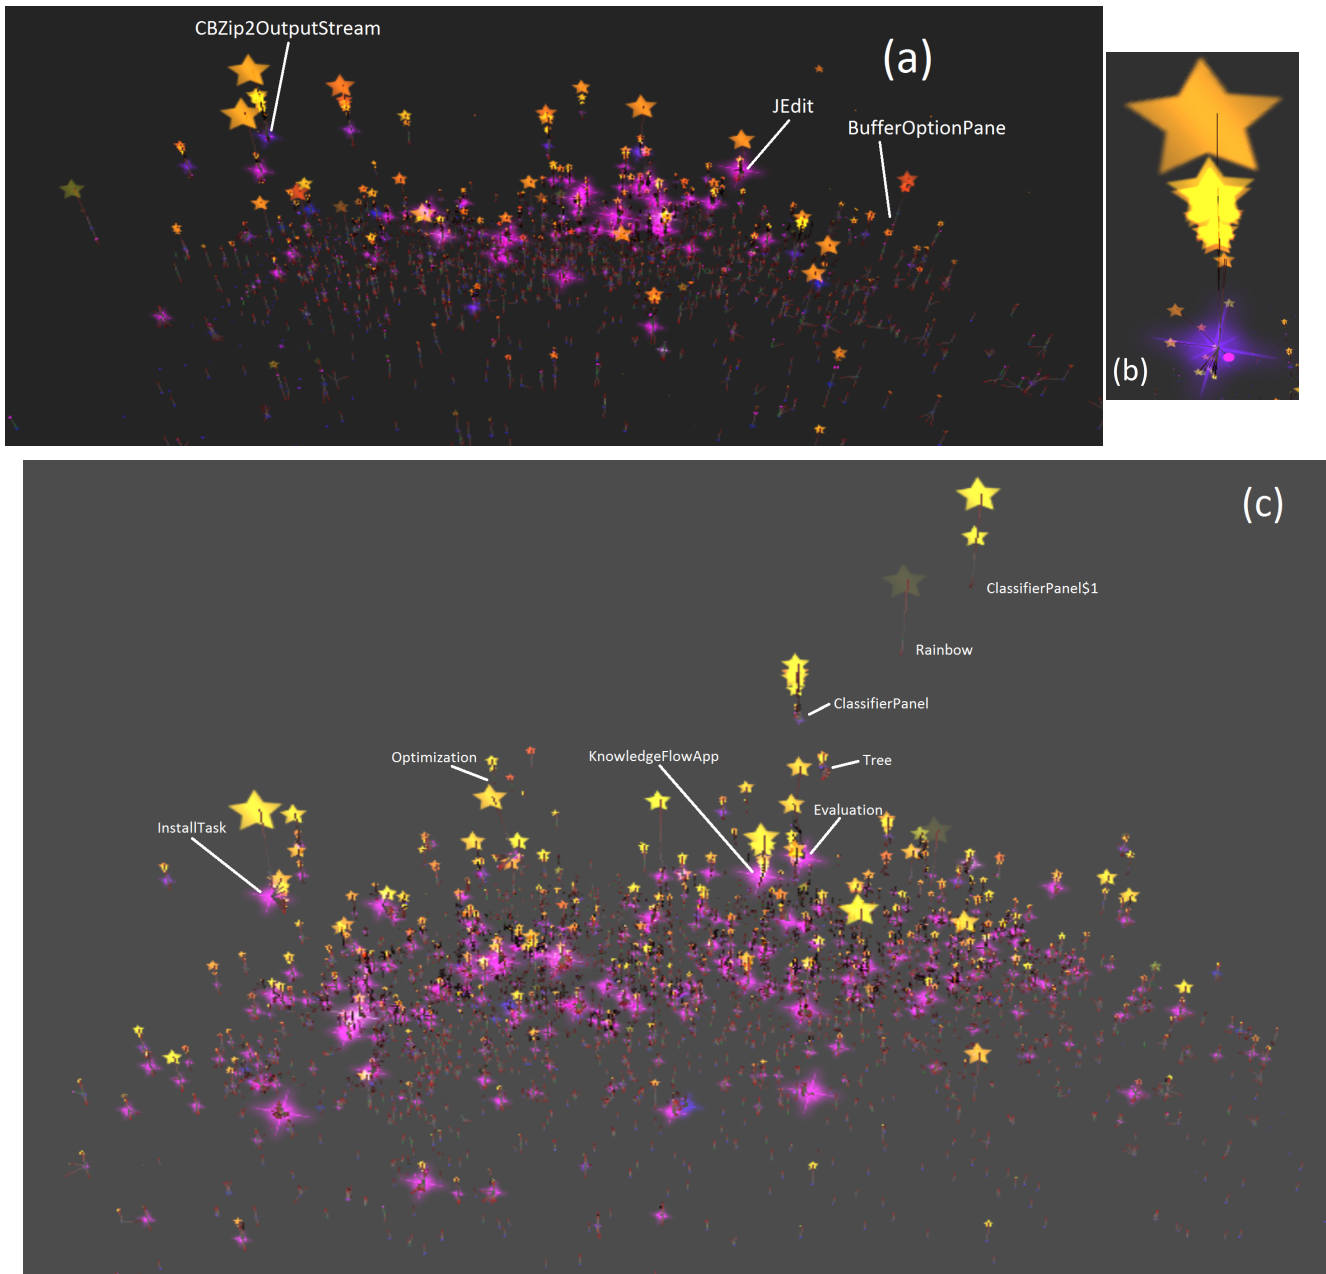 CBZip2OutputStream
(a)
JEdit
BufferOptionPane
(b)
(c)
ClassifierPanel$1
Rainbow
ClassifierPanel
Optimization
KnowledgeFlowApp
Tree
Evaluation
InstallTask